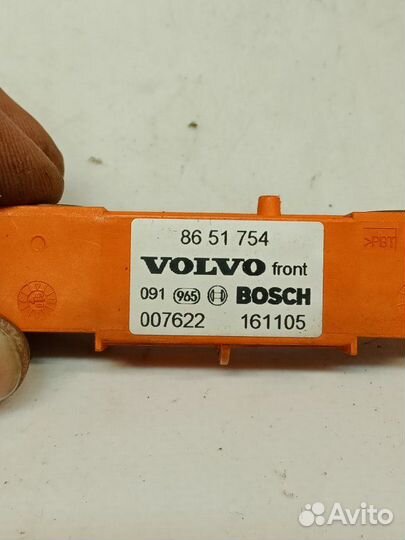 86 51 754
VOLVO front
091 965 BOSCH
007622 161105
>PBT<
Avito